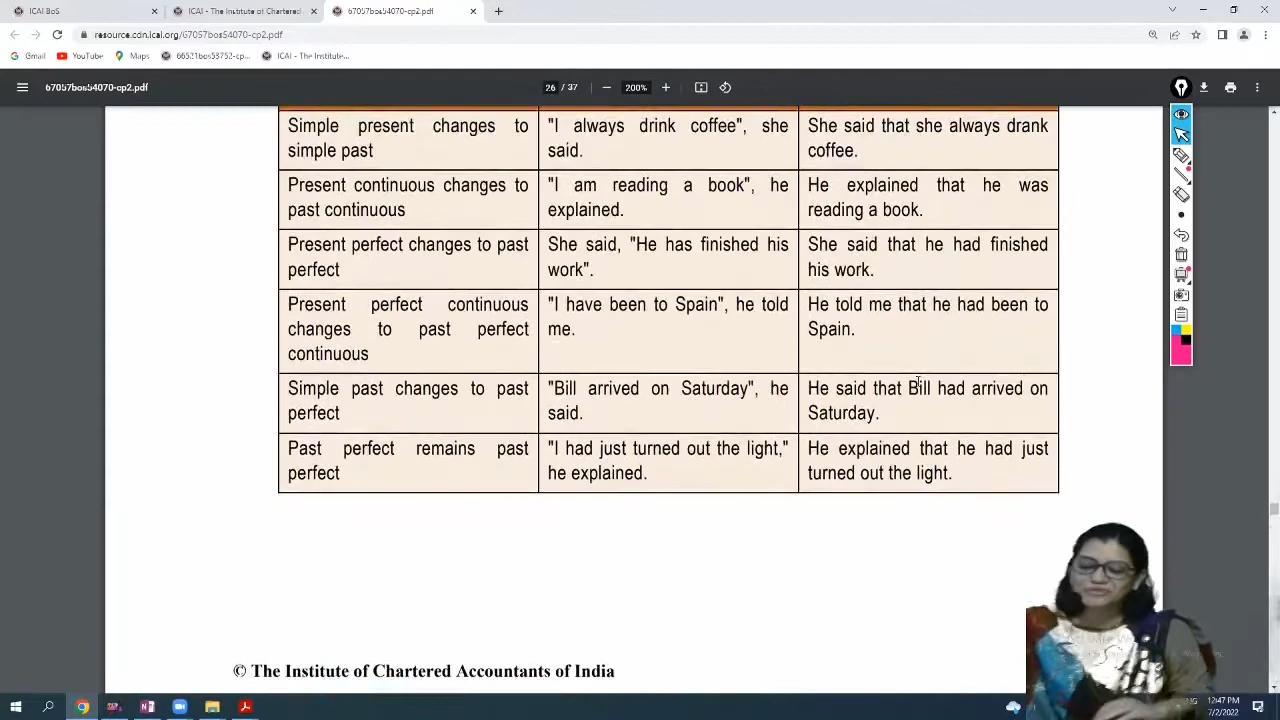 ICAI BoS
ICAI - The Institute of Chartered
67057bos54070-cp2.pdf
resource.cdn.icai.org/67057bos54070-cp2.pdf
Gmail
YouTube
Maps
66521bos53752-cp...
ICAI - The Institute...
67057bos54070-cp2.pdf
26 / 37
200%
Simple present changes to
simple past
"I always drink coffee", she
said.
She said that she always drank
coffee.
Present continuous changes to
past continuous
"I am reading a book", he
explained.
He explained that he was
reading a book.
Present perfect changes to past
perfect
She said, "He has finished his
work".
She said that he had finished
his work.
Present perfect continuous
changes to past perfect
continuous
"I have been to Spain", he told
me.
He told me that he had been to
Spain.
Simple past changes to past
perfect
"Bill arrived on Saturday", he
said.
He said that Bill had arrived on
Saturday.
Past perfect remains past
perfect
"I had just turned out the light,"
he explained.
He explained that he had just
turned out the light.
© The Institute of Chartered Accountants of India
12:47 PM
7/2/2022